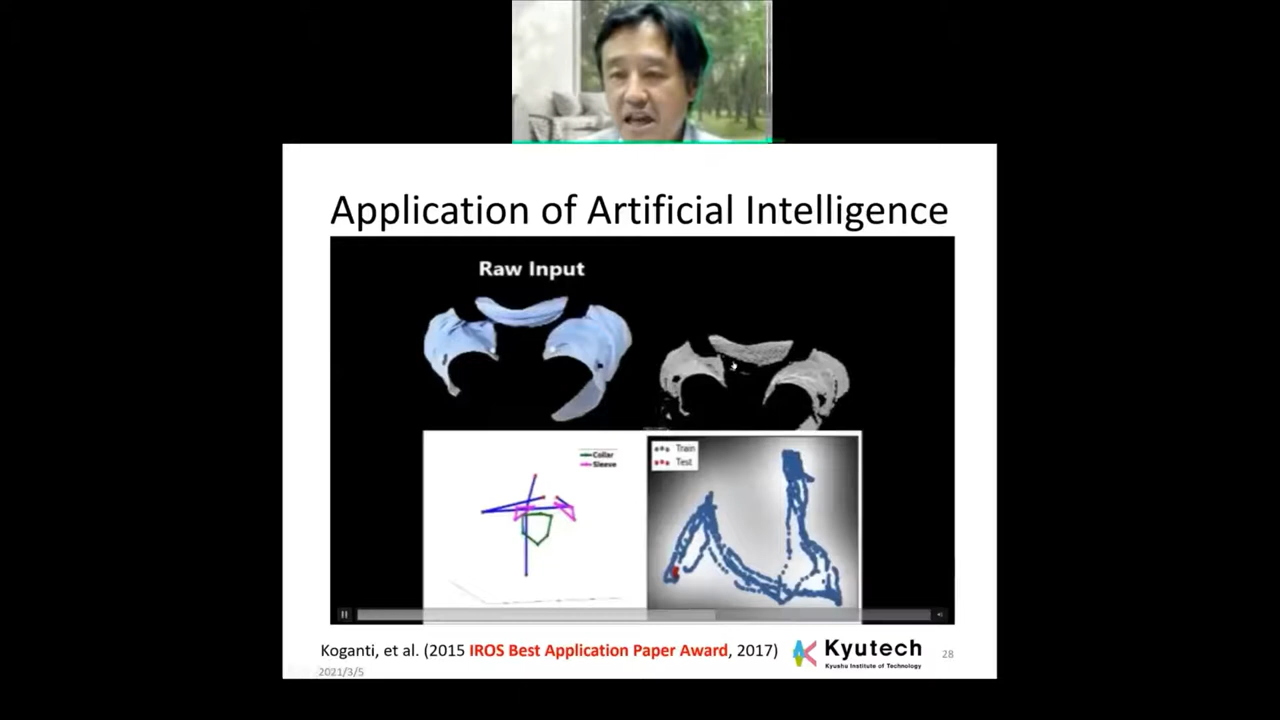 Application of Artificial Intelligence
Raw Input
Collar
Sleeve
Train
Test
Koganti, et al. (2015 IROS Best Application Paper Award, 2017)
Kyutech
Kyushu Institute of Technology
28
2021/3/5